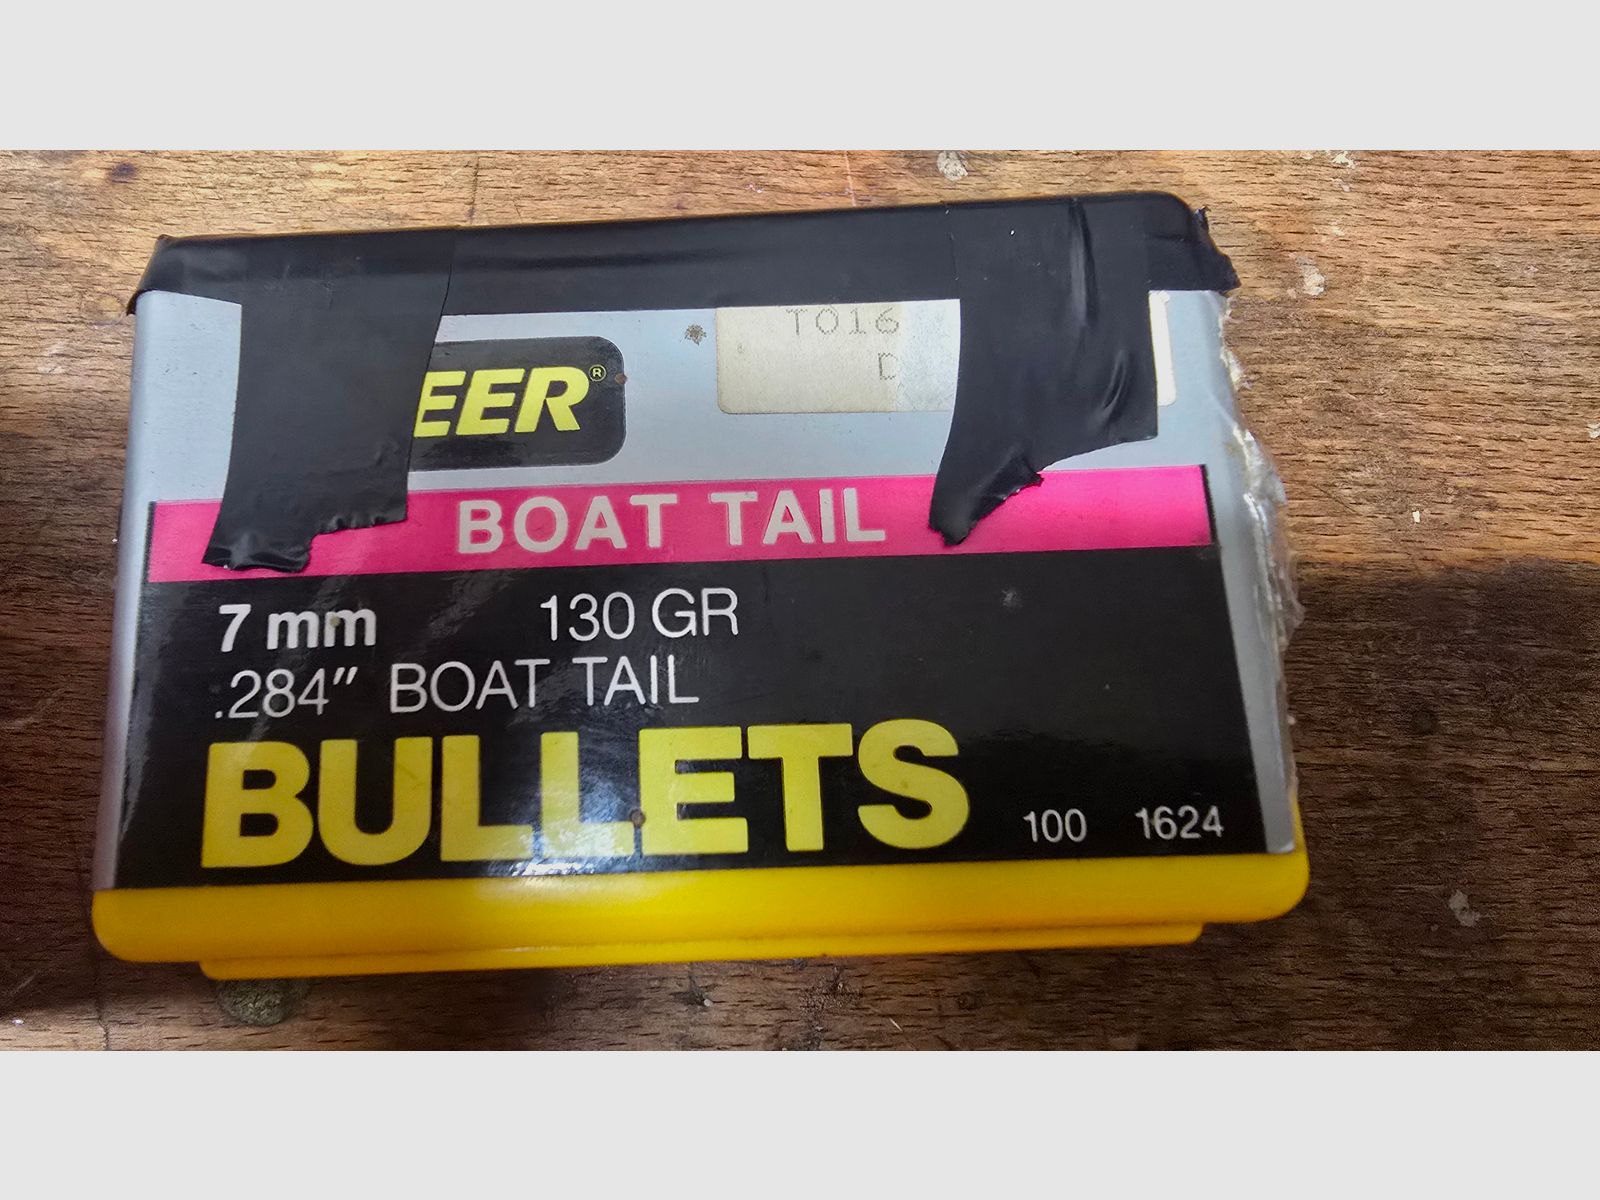 EER®
T016
D
BOAT TAIL
7 mm 130 GR
.284" BOAT TAIL
BULLETS
100 1624